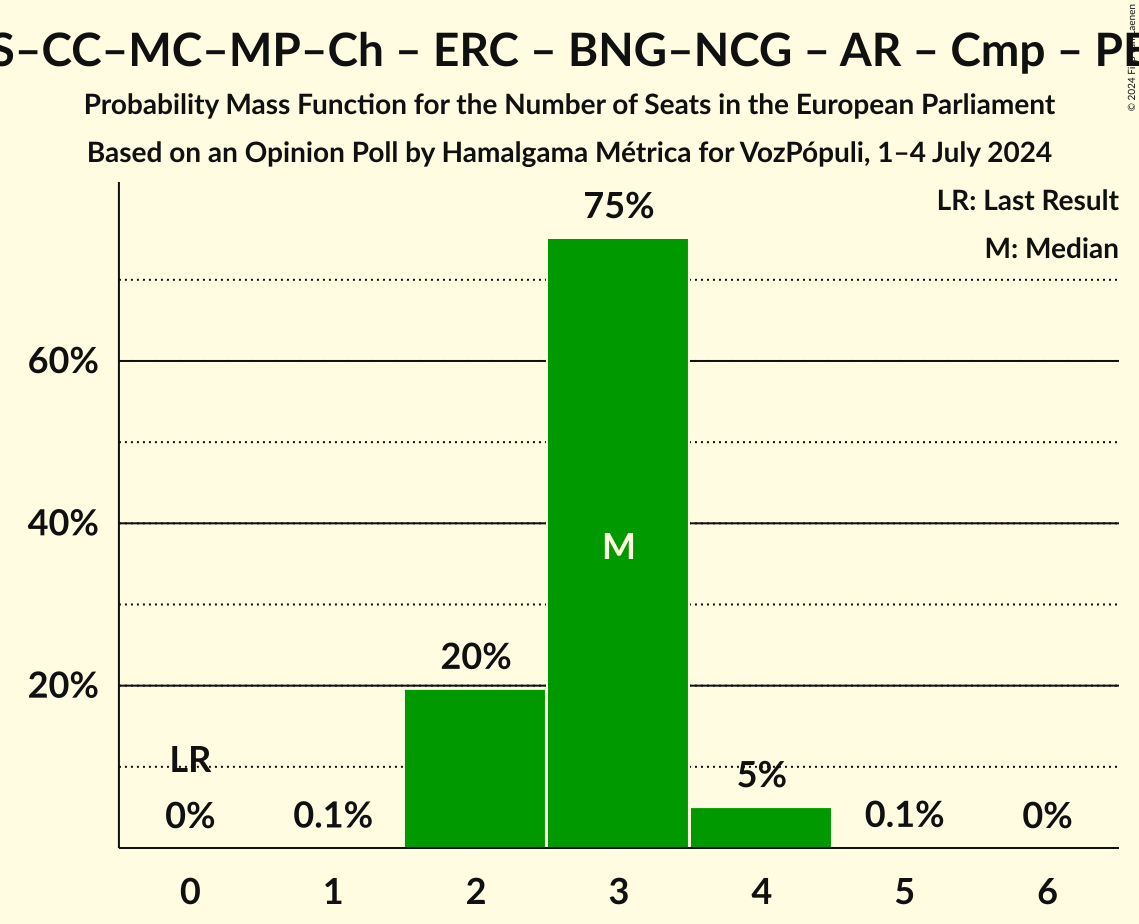 S–CC–MC–MP–Ch – ERC – BNG–NCG – AR – Cmp – PE
Probability Mass Function for the Number of Seats in the European Parliament
Based on an Opinion Poll by Hamalgama Métrica for VozPópuli, 1–4 July 2024
© 2024
LR: Last Result
M: Median
75%
60%
40%
M
20%
20%
LR
5%
0%
0.1%
0.1%
0%
0 1 2 3 4 5 6